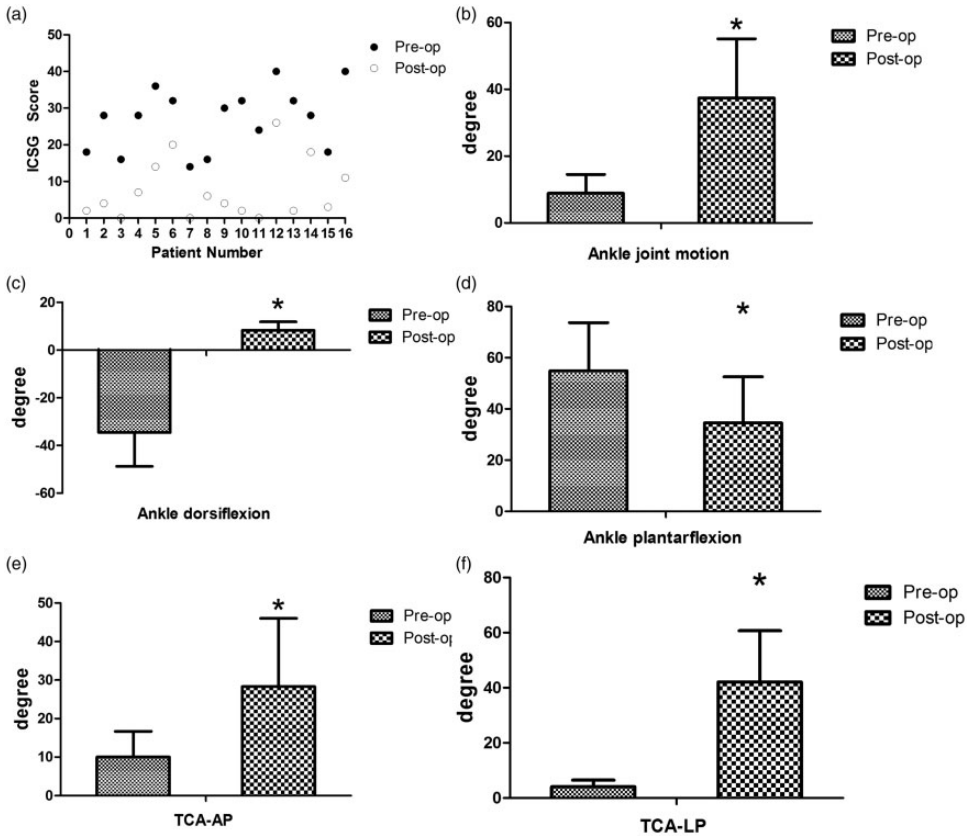 (a)
50
40
30
20
10
0
ICSG Score
0 1 2 3 4 5 6 7 8 9 10 11 12 13 14 15 16
Patient Number
Pre-op
Post-op
(b)
60
40
20
0
degree
*
Ankle joint motion
Pre-op
Post-op
(c)
20
0
-20
-40
-60
degree
*
Ankle dorsiflexion
Pre-op
Post-op
(d)
80
60
40
20
0
degree
*
Ankle plantarflexion
Pre-op
Post-op
(e)
50
40
30
20
10
0
degree
*
TCA-AP
Pre-op
Post-op
(f)
80
60
40
20
0
degree
*
TCA-LP
Pre-op
Post-op